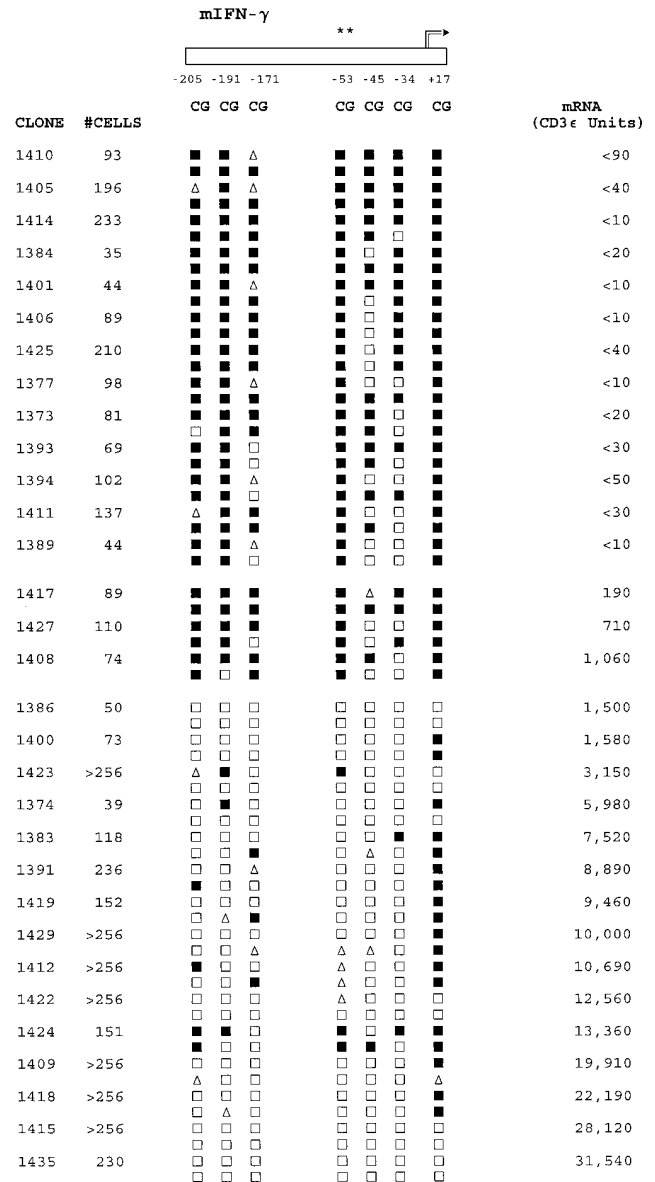 mIFN-γ
**
-205 -191 -171 -53 -45 -34 +17
CG CG CG CG CG CG CG mRNA
CLONE #CELLS (CD3ε Units)
1410 93 <90
1405 196 <40
1414 233 <10
1384 35 <20
1401 44 <10
1406 89 <10
1425 210 <40
1377 98 <10
1373 81 <20
1393 69 <30
1394 102 <50
1411 137 <30
1389 44 <10
1417 89 190
1427 110 710
1408 74 1,060
1386 50 1,500
1400 73 1,580
1423 >256 3,150
1374 39 5,980
1383 118 7,520
1391 236 8,890
1419 152 9,460
1429 >256 10,000
1412 >256 10,690
1422 >256 12,560
1424 151 13,360
1409 >256 19,910
1418 >256 22,190
1415 >256 28,120
1435 230 31,540